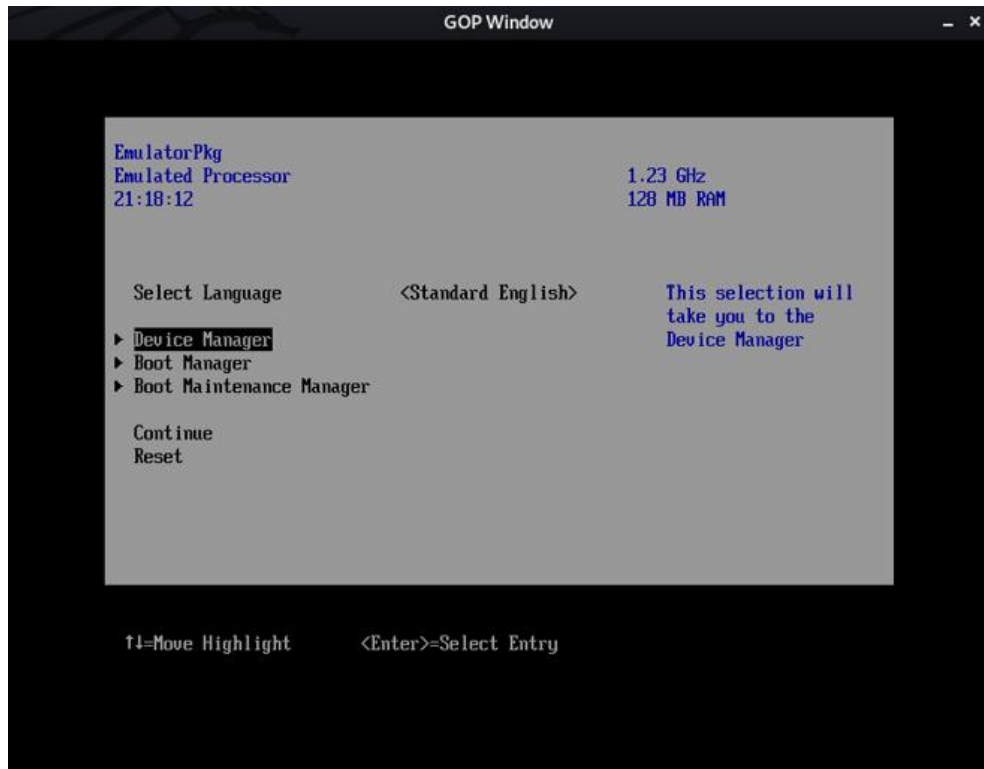 GOP Window
EmulatorPkg
Emulated Processor 1.23 GHz
21:18:12 128 MB RAM
Select Language <Standard English> This selection will
take you to the
Device Manager Device Manager
Boot Manager
Boot Maintenance Manager
Continue
Reset
↑↓=Move Highlight <Enter>=Select Entry